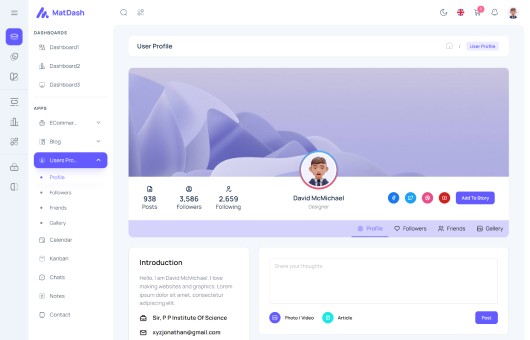 MatDash
DASHBOARDS
Dashboard1
Dashboard2
Dashboard3
APPS
ECommer...
Blog
Users Pro...
Profile
Followers
Friends
Gallery
Calendar
Kanban
Chats
Notes
Contact
User Profile
/
User Profile
938
Posts
3,586
Followers
2,659
Following
David McMichael
Designer
Add To Story
Profile
Followers
Friends
Gallery
Introduction
Hello, I am David McMichael. I love
making websites and graphics. Lorem
ipsum dolor sit amet, consectetur
adipiscing elit.
Sir, P P Institute Of Science
xyzjonathan@gmail.com
Share your thoughts
Photo / Video
Article
Post